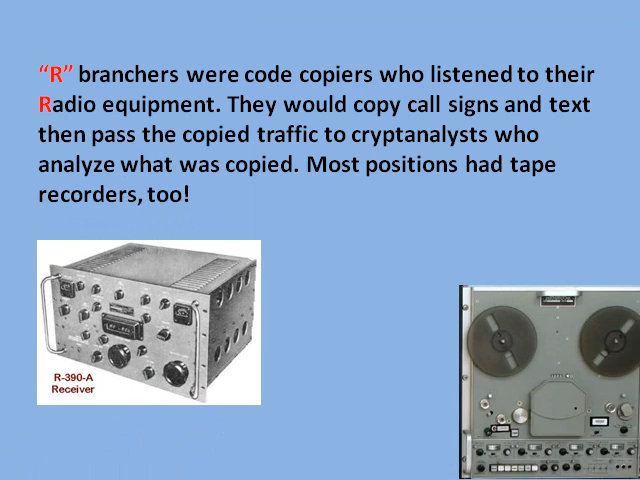 “R” branchers were code copiers who listened to their
Radio equipment. They would copy call signs and text
then pass the copied traffic to cryptanalysts who
analyze what was copied. Most positions had tape
recorders, too!
R-390-A
Receiver